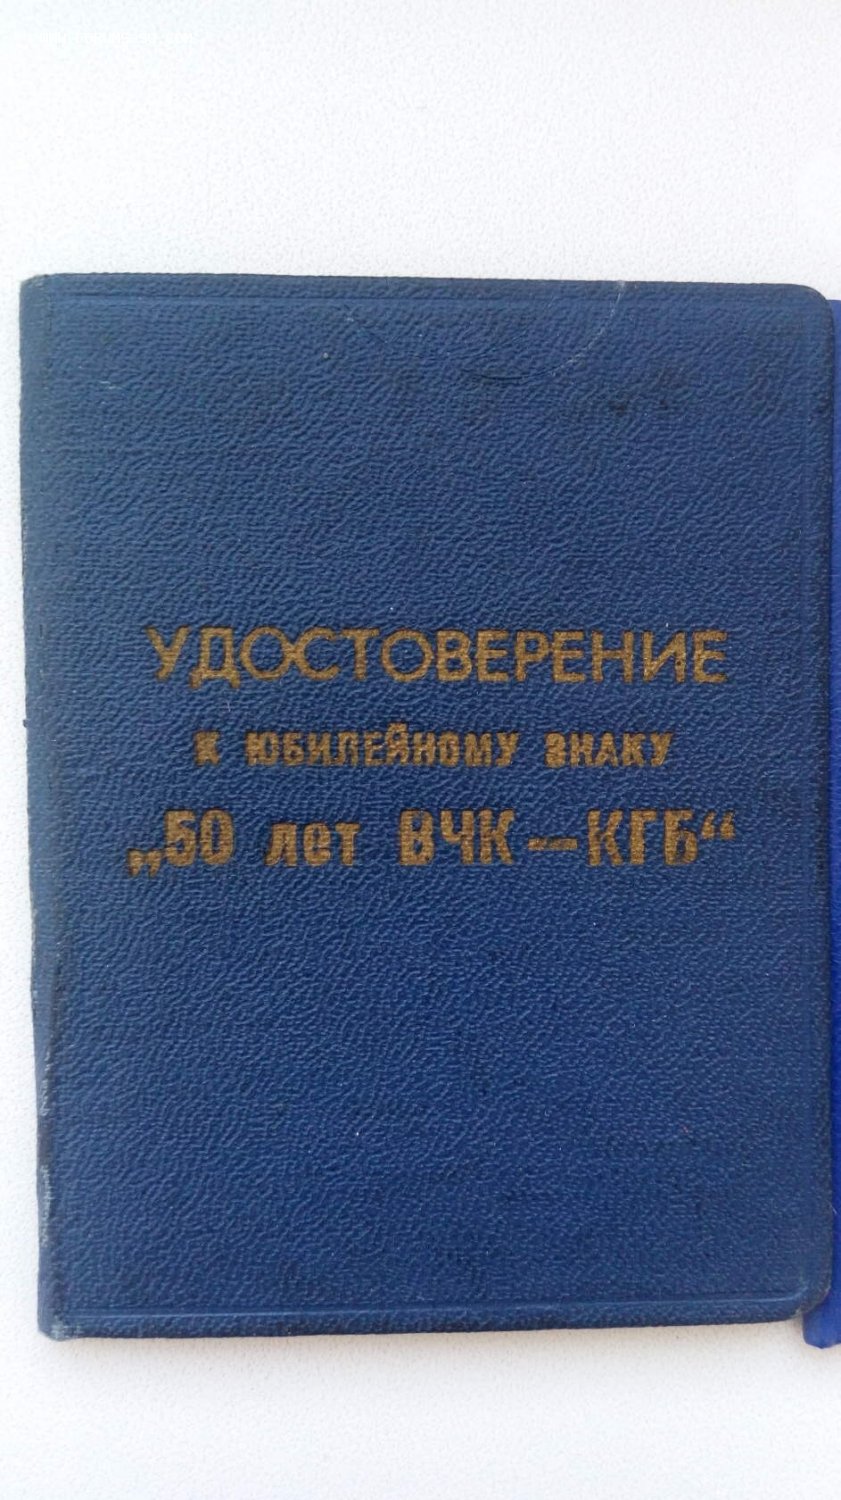 УДОСТОВЕРЕНИЕ
К ЮБИЛЕЙНОМУ ЗНАКУ
„50 лет ВЧК—КГБ“